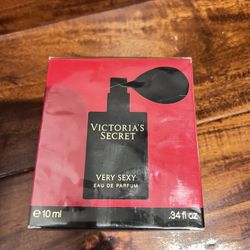 VICTORIA'S
SECRET
VERY SEXY
EAU DE PARFUM
℮ 10 ml .34 fl oz